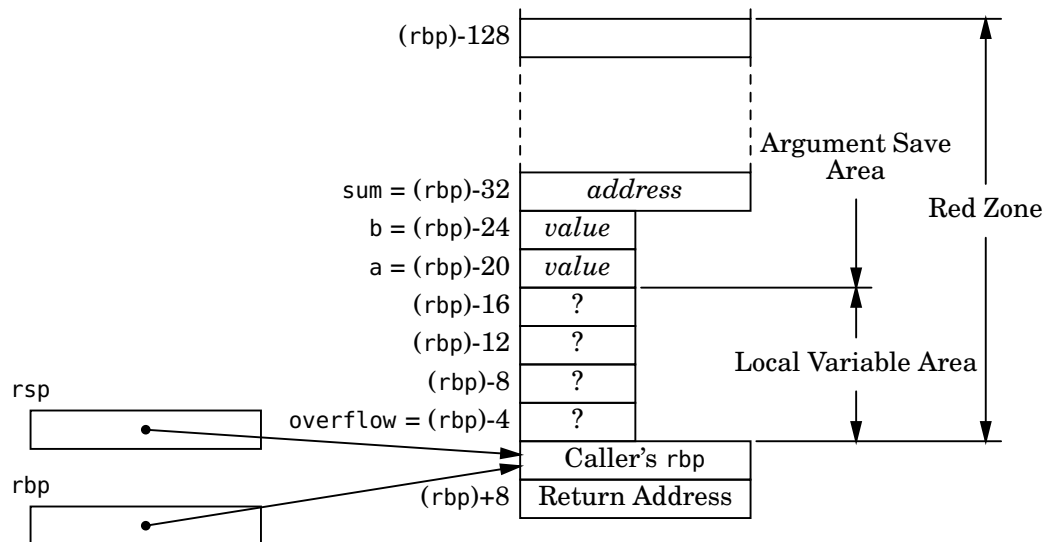 (rbp)-128
Argument Save
Area
Red Zone
sum = (rbp)-32 address
b = (rbp)-24 value
a = (rbp)-20 value
(rbp)-16 ?
(rbp)-12 ?
Local Variable Area
(rbp)-8 ?
rsp
overflow = (rbp)-4 ?
Caller's rbp
rbp
(rbp)+8 Return Address